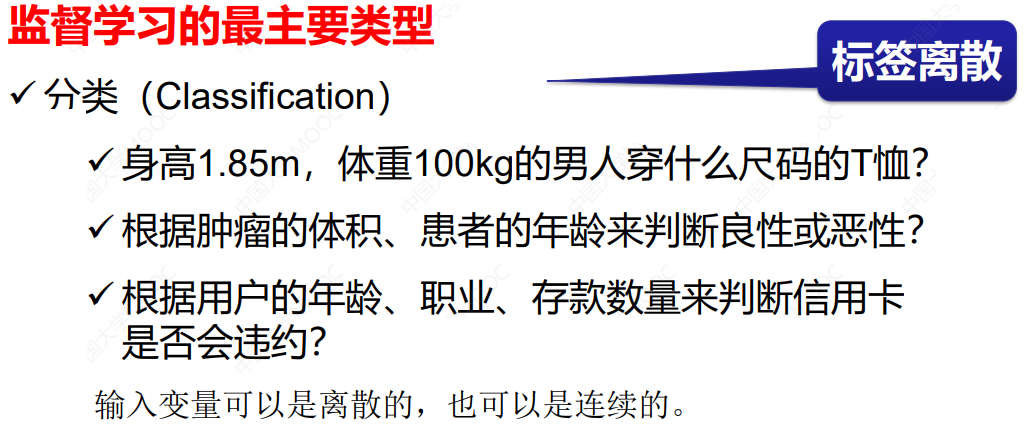 监督学习的最主要类型
标签离散
✓ 分类（Classification）
✓ 身高1.85m，体重100kg的男人穿什么尺码的T恤？
✓ 根据肿瘤的体积、患者的年龄来判断良性或恶性？
✓ 根据用户的年龄、职业、存款数量来判断信用卡
是否会违约？
输入变量可以是离散的，也可以是连续的。